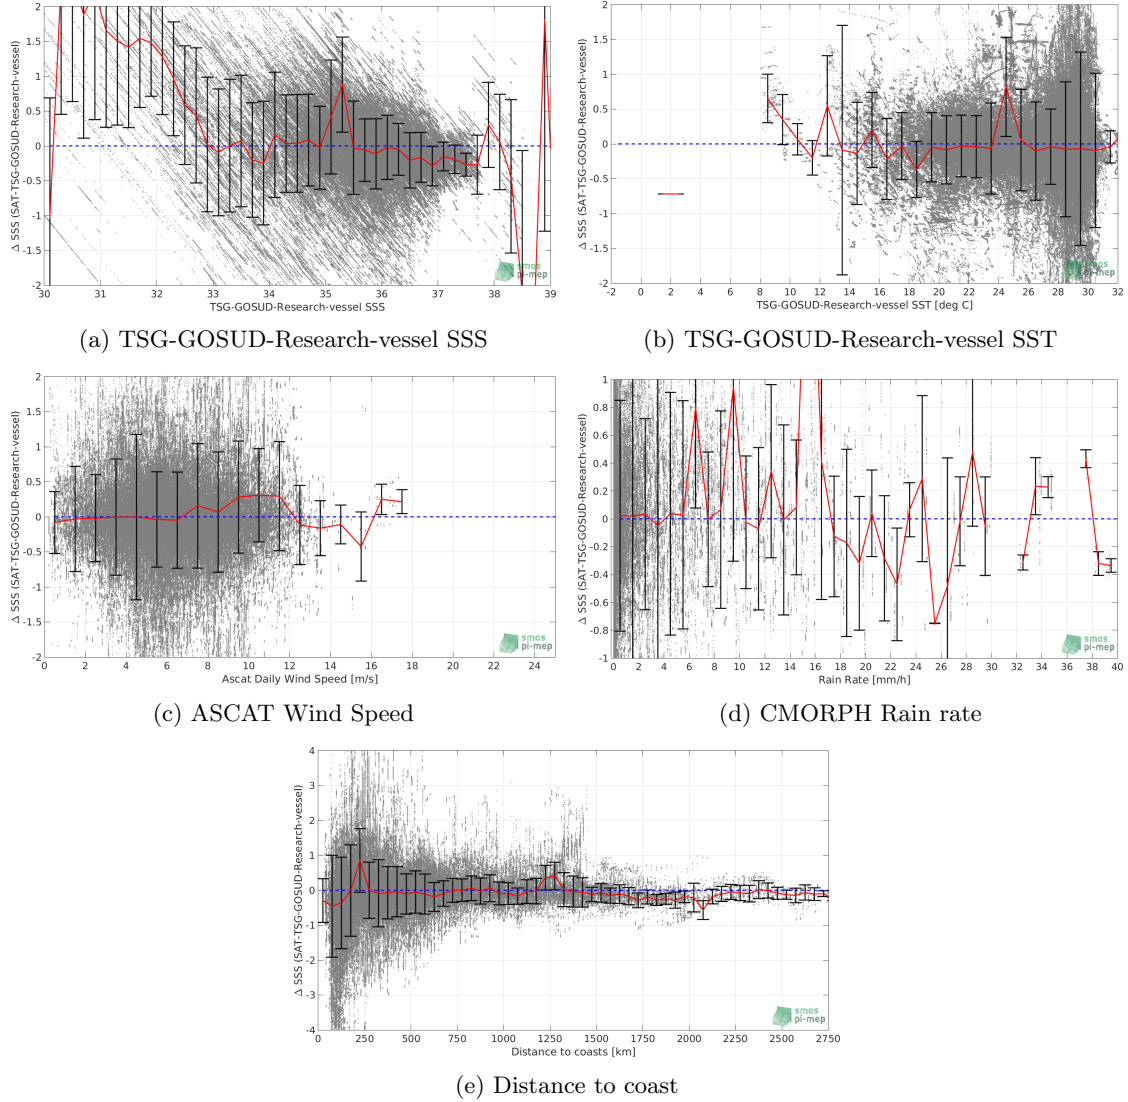 Δ SSS (SAT-TSG-GOSUD-Research-vessel)
2
1.5
1
0.5
0
-0.5
-1
-1.5
-2
30 31 32 33 34 35 36 37 38 39
TSG-GOSUD-Research-vessel SSS
smos
pi-mep
(a) TSG-GOSUD-Research-vessel SSS
Δ SSS (SAT-TSG-GOSUD-Research-vessel)
2
1.5
1
0.5
0
-0.5
-1
-1.5
-2
-2 0 2 4 6 8 10 12 14 16 18 20 22 24 26 28 30 32
TSG-GOSUD-Research-vessel SST [deg C]
smos
pi-mep
(b) TSG-GOSUD-Research-vessel SST
Δ SSS (SAT-TSG-GOSUD-Research-vessel)
2
1.5
1
0.5
0
-0.5
-1
-1.5
-2
0 2 4 6 8 10 12 14 16 18 20 22 24
Ascat Daily Wind Speed [m/s]
smos
pi-mep
(c) ASCAT Wind Speed
Δ SSS (SAT-TSG-GOSUD-Research-vessel)
1
0.8
0.6
0.4
0.2
0
-0.2
-0.4
-0.6
-0.8
-1
0 2 4 6 8 10 12 14 16 18 20 22 24 26 28 30 32 34 36 38 40
Rain Rate [mm/h]
smos
pi-mep
(d) CMORPH Rain rate
Δ SSS (SAT-TSG-GOSUD-Research-vessel)
4
3
2
1
0
-1
-2
-3
-4
0 250 500 750 1000 1250 1500 1750 2000 2250 2500 2750
Distance to coasts [km]
smos
pi-mep
(e) Distance to coast